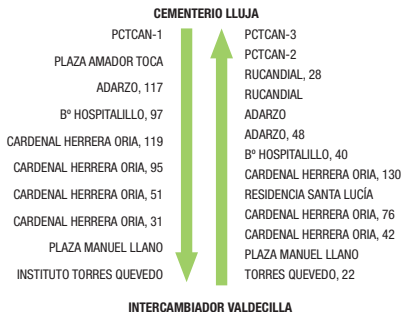 CEMENTERIO LLUJA
PCTCAN-1
PLAZA AMADOR TOCA
ADARZO, 117
Bº HOSPITALILLO, 97
CARDENAL HERRERA ORIA, 119
CARDENAL HERRERA ORIA, 95
CARDENAL HERRERA ORIA, 51
CARDENAL HERRERA ORIA, 31
PLAZA MANUEL LLANO
INSTITUTO TORRES QUEVEDO
PCTCAN-3
PCTCAN-2
RUCANDIAL, 28
RUCANDIAL
ADARZO
ADARZO, 48
Bº HOSPITALILLO, 40
CARDENAL HERRERA ORIA, 130
RESIDENCIA SANTA LUCÍA
CARDENAL HERRERA ORIA, 76
CARDENAL HERRERA ORIA, 42
PLAZA MANUEL LLANO
TORRES QUEVEDO, 22
INTERCAMBIADOR VALDECILLA